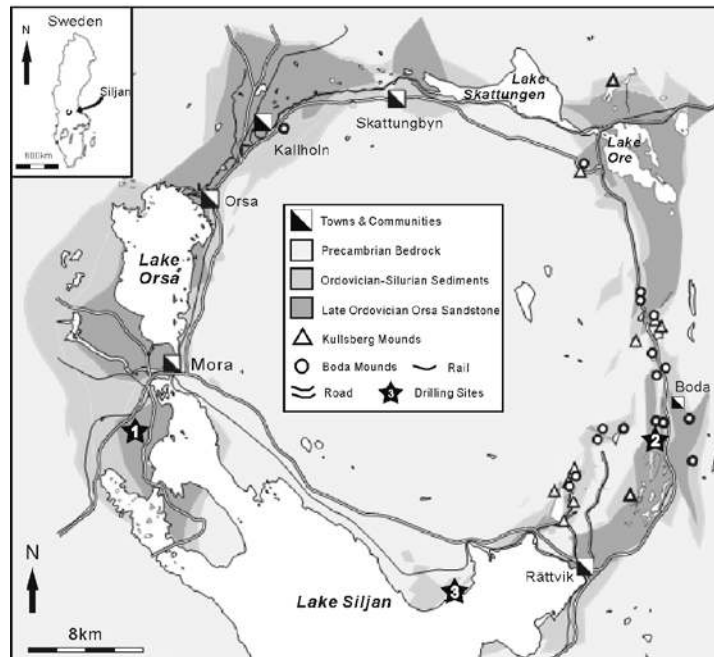 Sweden
N
Siljan
600km
Lake
Skattungen
Skattungbyn
Kallholn
Lake
Ore
Orsa
Lake
Orsa
Towns & Communities
Precambrian Bedrock
Ordovician-Silurian Sediments
Late Ordovician Orsa Sandstone
Kullsberg Mounds
Boda Mounds
Rail
Road
3
Drilling Sites
Mora
Boda
1
2
N
Rättvik
Lake Siljan
3
8km